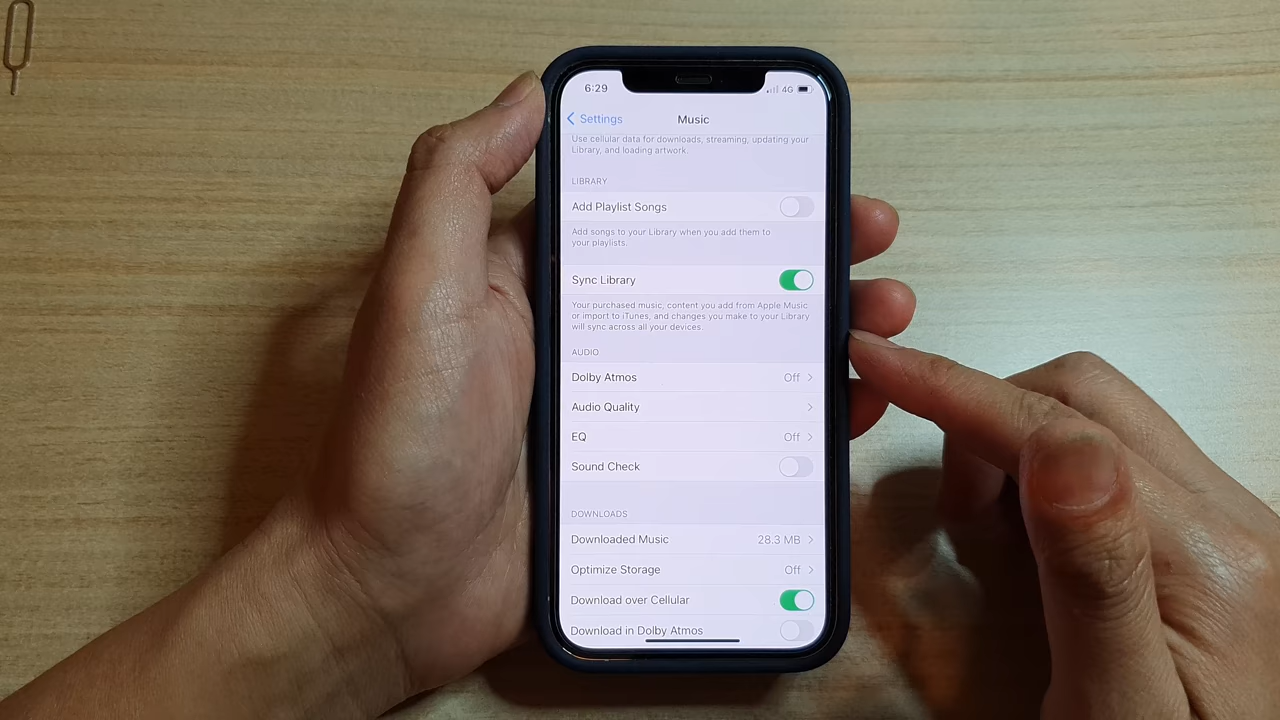 6:29
4G
Settings
Music
Use cellular data for downloads, streaming, updating your
Library, and loading artwork.
LIBRARY
Add Playlist Songs
Add songs to your Library when you add them to
your playlists.
Sync Library
Your purchased music, content you add from Apple Music
or import to iTunes, and changes you make to your Library
will sync across all your devices.
AUDIO
Dolby Atmos Off
Audio Quality
EQ Off
Sound Check
DOWNLOADS
Downloaded Music 28.3 MB
Optimize Storage Off
Download over Cellular
Download in Dolby Atmos